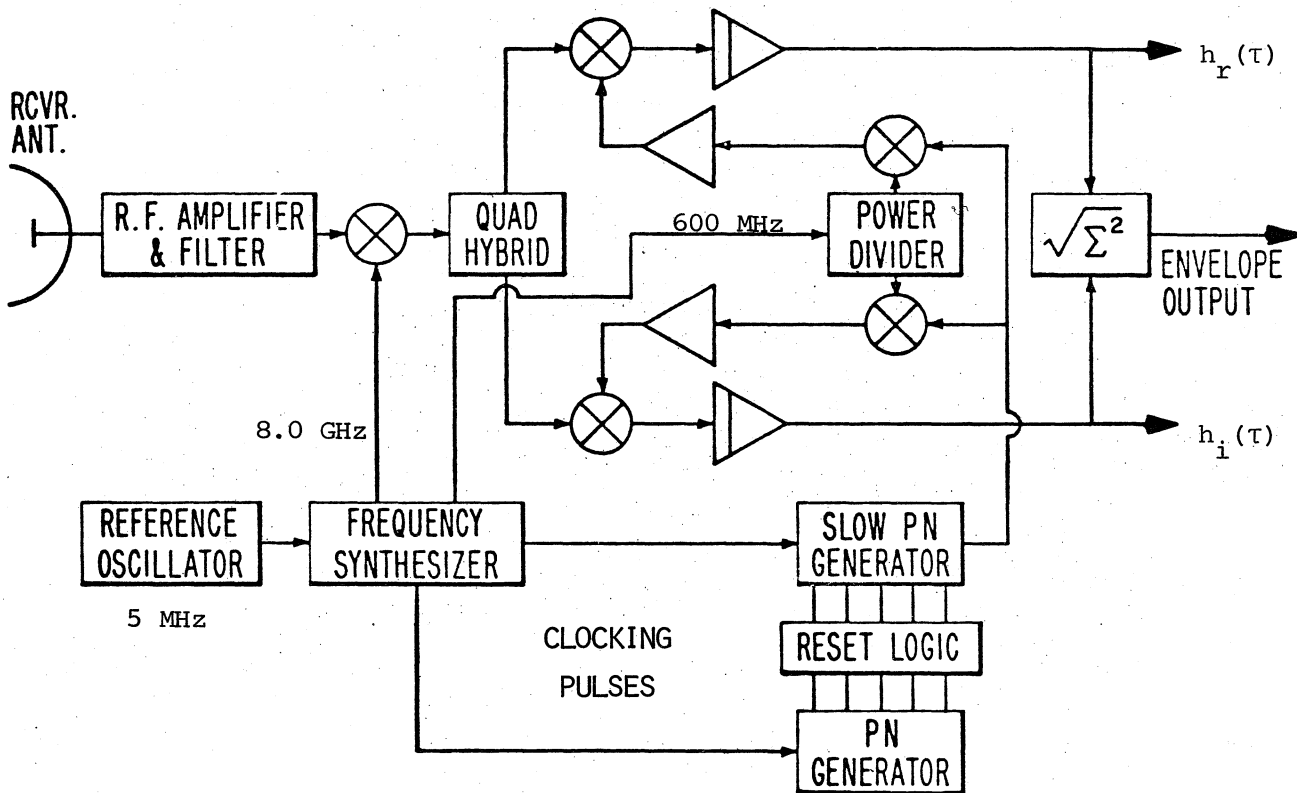 h_r(τ)
RCVR.
ANT.
R.F. AMPLIFIER
& FILTER
QUAD
HYBRID
600 MHz
POWER
DIVIDER
√Σ²
ENVELOPE
OUTPUT
8.0 GHz
h_i(τ)
REFERENCE
OSCILLATOR
5 MHz
FREQUENCY
SYNTHESIZER
SLOW PN
GENERATOR
CLOCKING
PULSES
RESET LOGIC
PN
GENERATOR